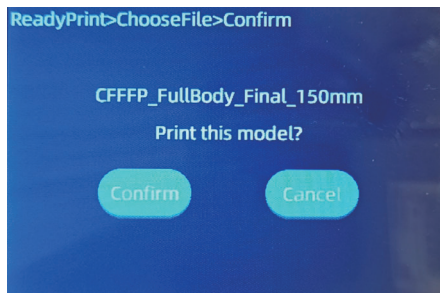 ReadyPrint>ChooseFile>Confirm
CFFFP_FullBody_Final_150mm
Print this model?
Confirm
Cancel